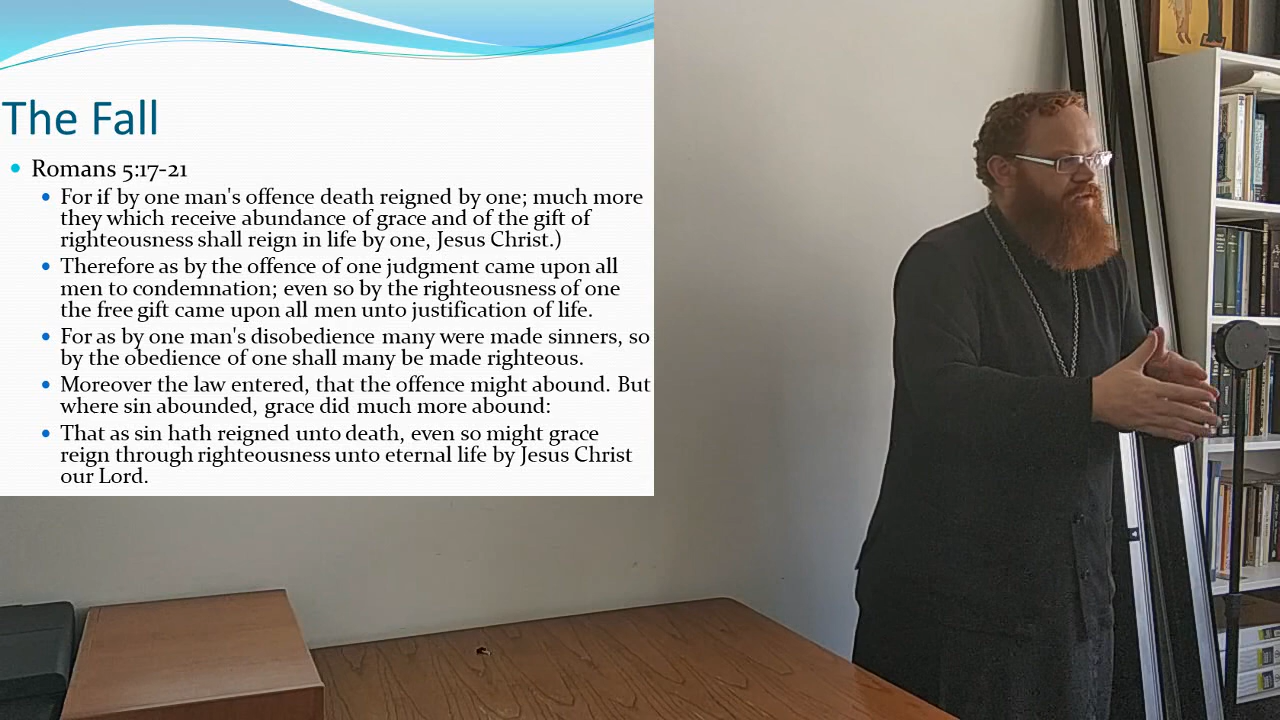 The Fall
Romans 5:17-21
For if by one man's offence death reigned by one; much more
they which receive abundance of grace and of the gift of
righteousness shall reign in life by one, Jesus Christ.)
Therefore as by the offence of one judgment came upon all
men to condemnation; even so by the righteousness of one
the free gift came upon all men unto justification of life.
For as by one man's disobedience many were made sinners, so
by the obedience of one shall many be made righteous.
Moreover the law entered, that the offence might abound. But
where sin abounded, grace did much more abound:
That as sin hath reigned unto death, even so might grace
reign through righteousness unto eternal life by Jesus Christ
our Lord.